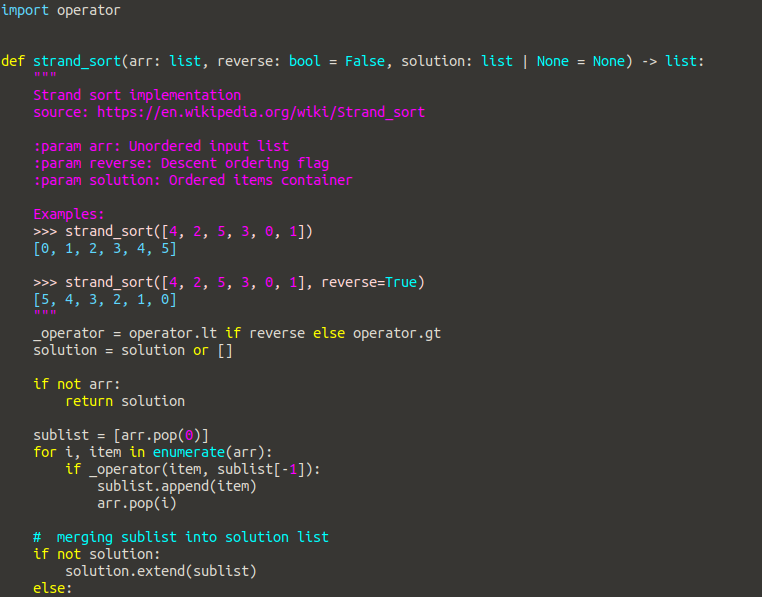 import operator
def strand_sort(arr: list, reverse: bool = False, solution: list | None = None) -> list:
    """
    Strand sort implementation
    source: https://en.wikipedia.org/wiki/Strand_sort
    :param arr: Unordered input list
    :param reverse: Descent ordering flag
    :param solution: Ordered items container
    Examples:
    >>> strand_sort([4, 2, 5, 3, 0, 1])
    [0, 1, 2, 3, 4, 5]
    >>> strand_sort([4, 2, 5, 3, 0, 1], reverse=True)
    [5, 4, 3, 2, 1, 0]
    """
    _operator = operator.lt if reverse else operator.gt
    solution = solution or []
    if not arr:
        return solution
    sublist = [arr.pop(0)]
    for i, item in enumerate(arr):
        if _operator(item, sublist[-1]):
            sublist.append(item)
            arr.pop(i)
    #  merging sublist into solution list
    if not solution:
        solution.extend(sublist)
    else: